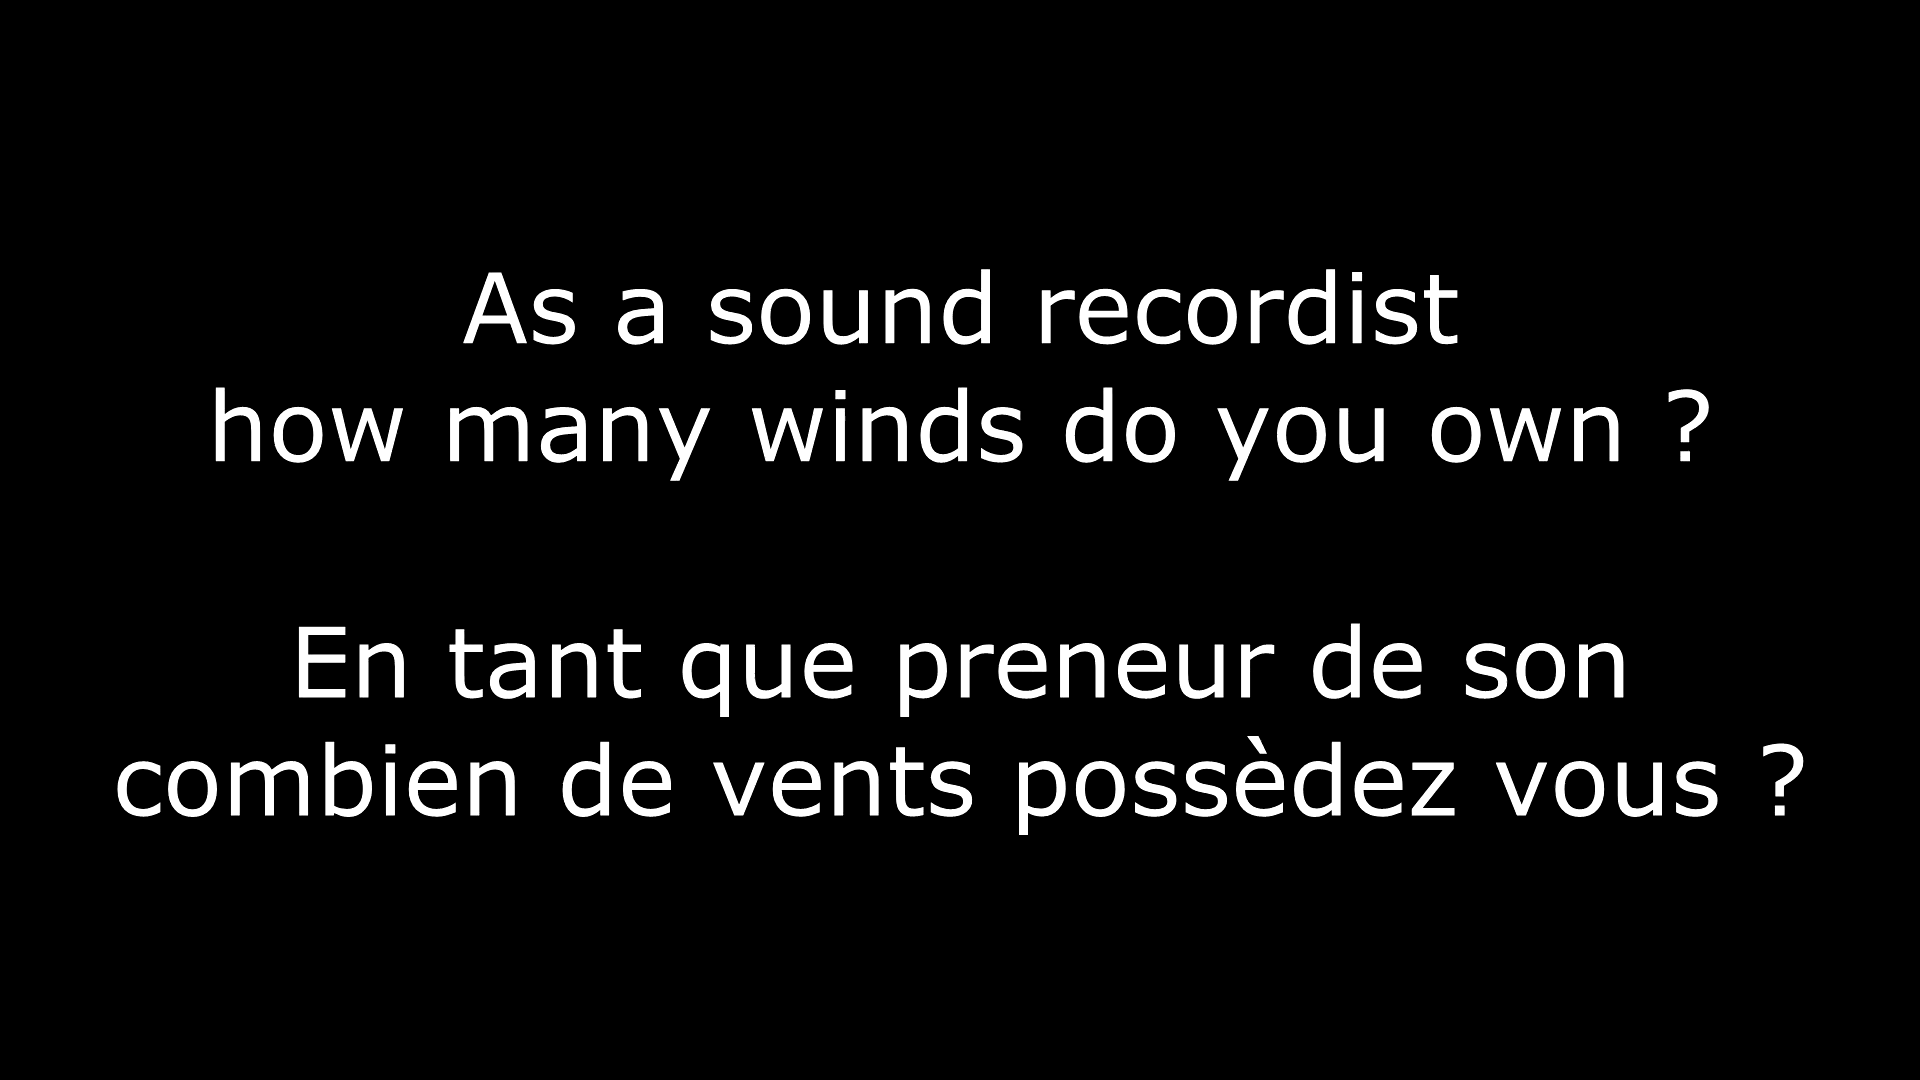 As a sound recordist
how many winds do you own ?
En tant que preneur de son
combien de vents possèdez vous ?